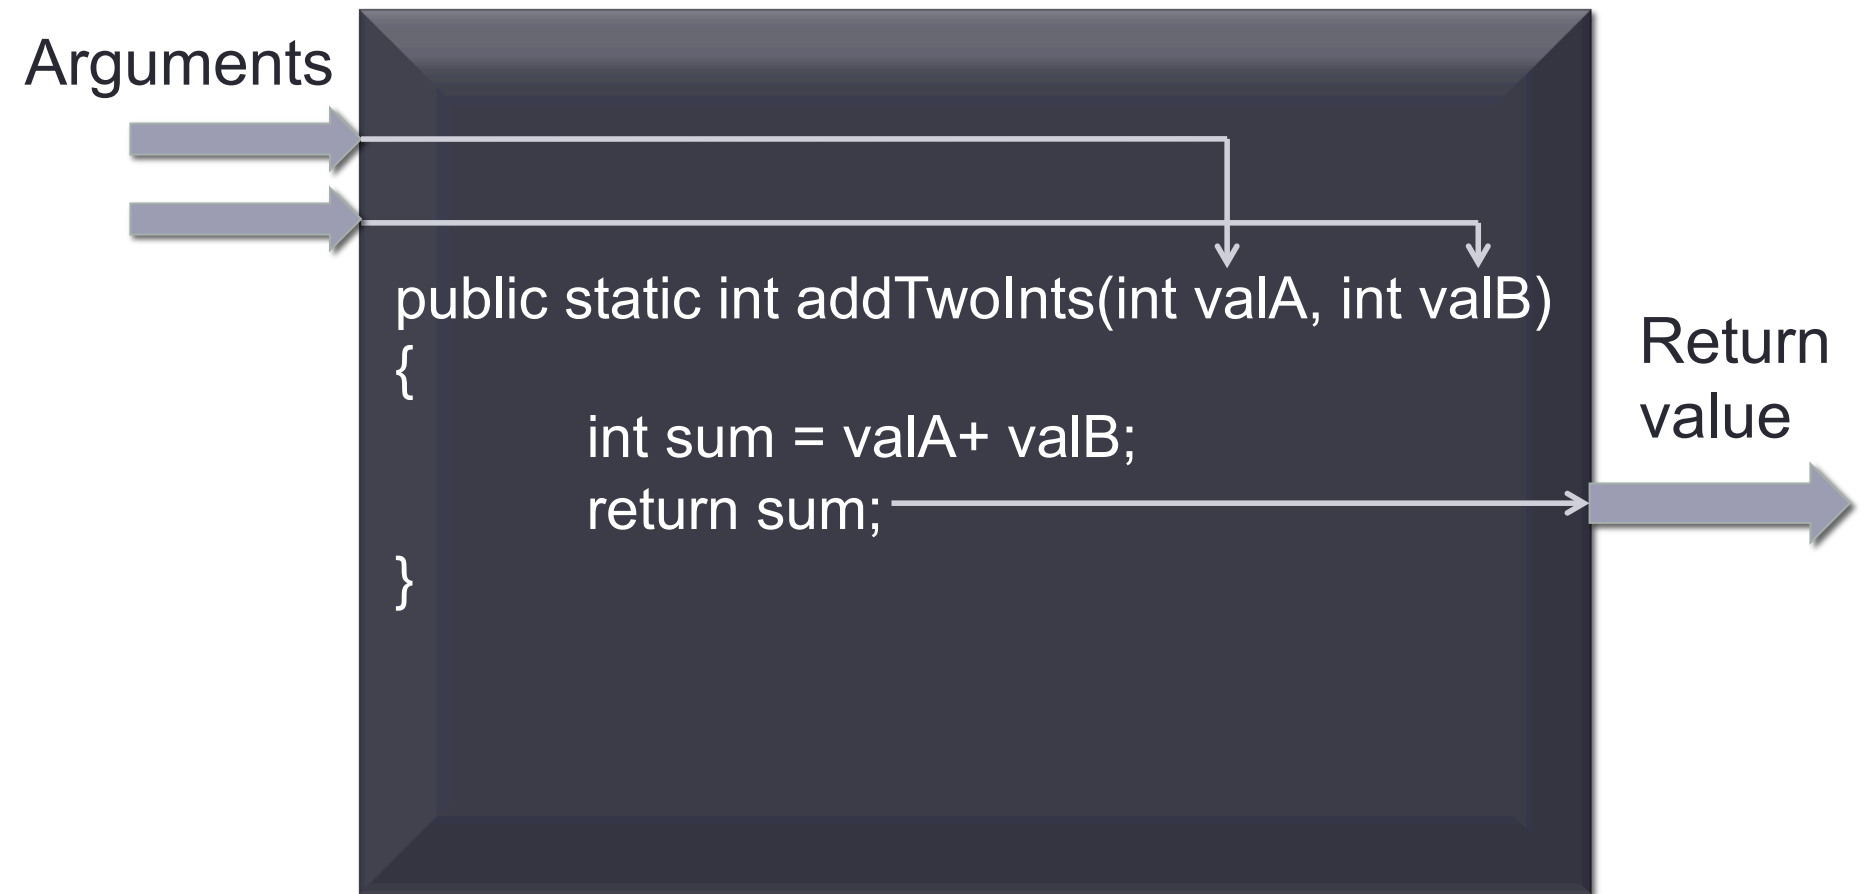 Arguments
public static int addTwoInts(int valA, int valB)
{
int sum = valA+ valB;
return sum;
}
Return
value